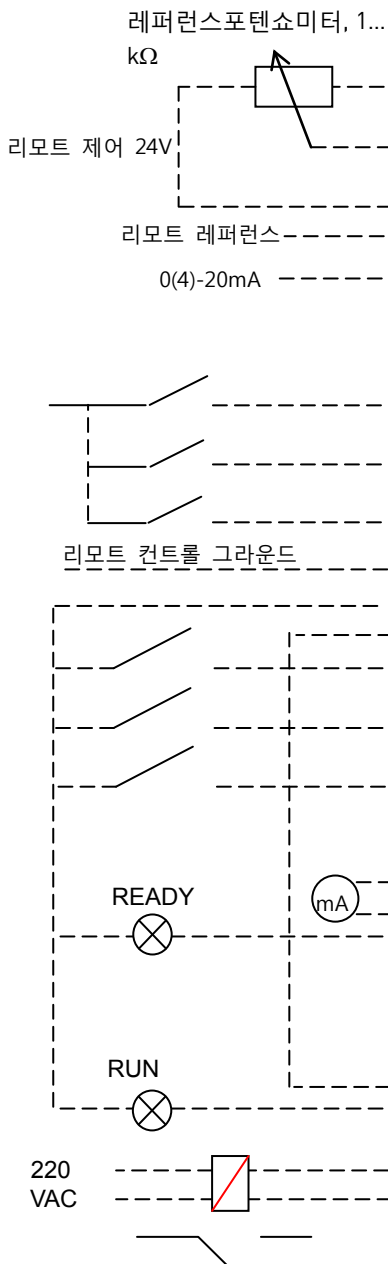 레퍼런스포텐쇼미터, 1...
kΩ
리모트 제어 24V
리모트 레퍼런스
0(4)-20mA
리모트 컨트롤 그라운드
READY
mA
RUN
220
VAC